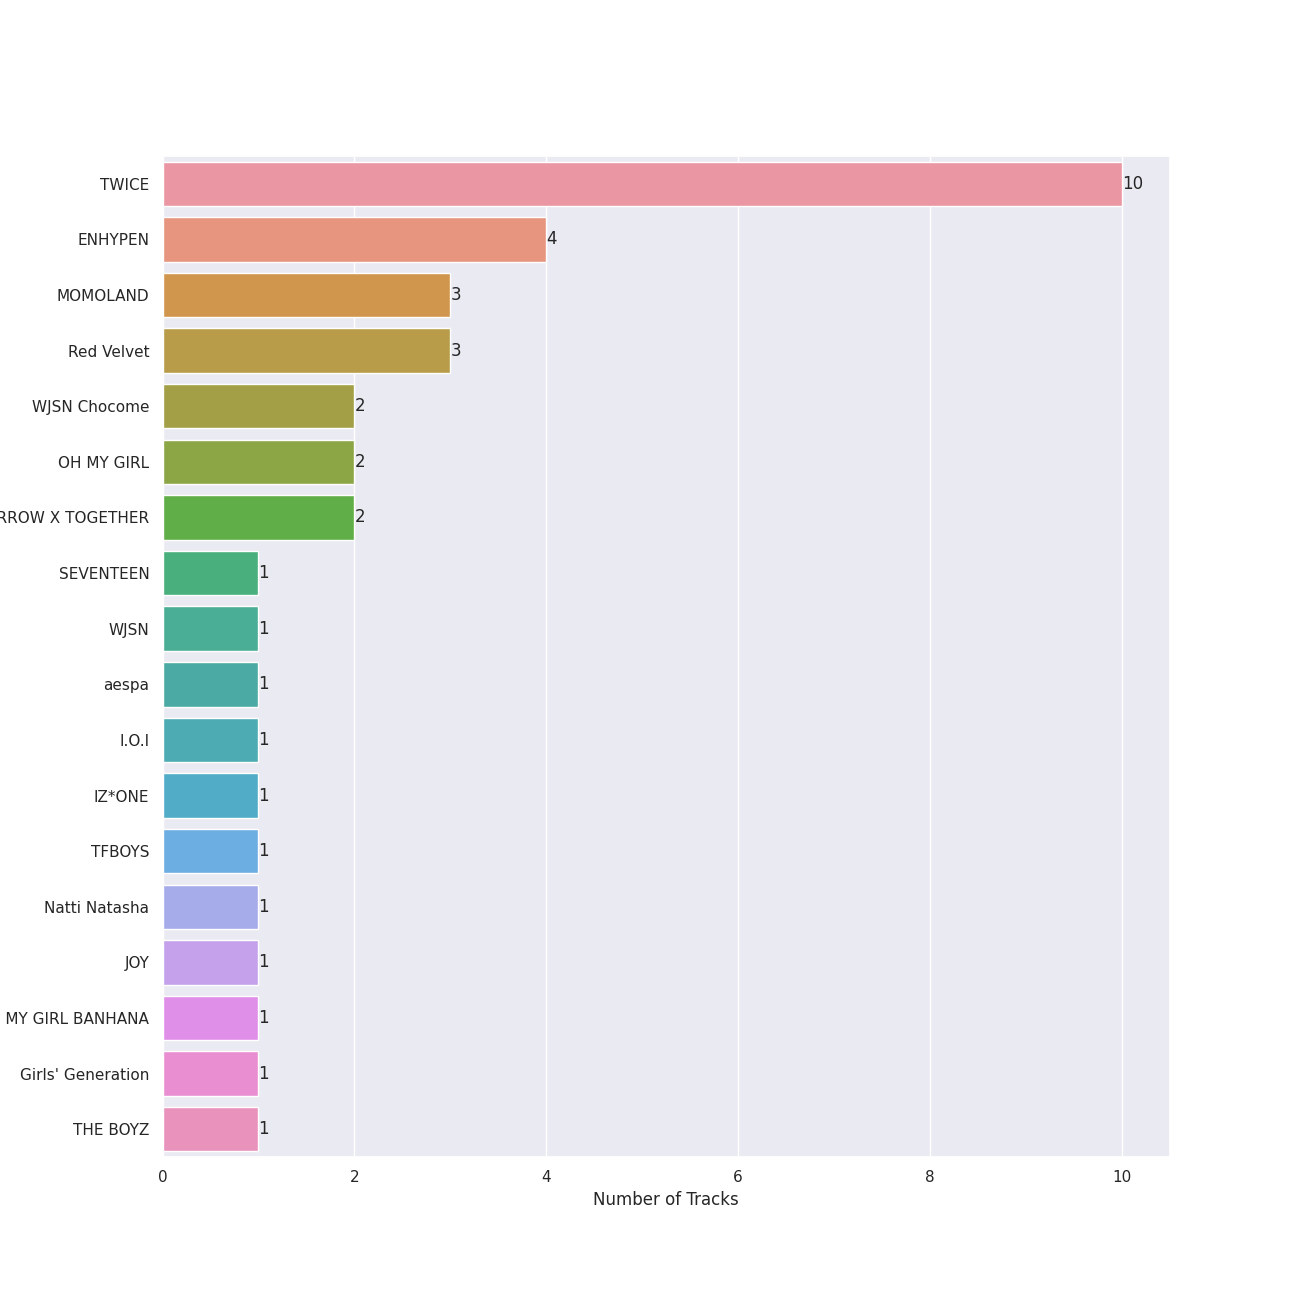 TWICE 10
ENHYPEN 4
MOMOLAND 3
Red Velvet 3
WJSN Chocome 2
OH MY GIRL 2
RROW X TOGETHER 2
SEVENTEEN 1
WJSN 1
aespa 1
I.O.I 1
IZ*ONE 1
TFBOYS 1
Natti Natasha 1
JOY 1
MY GIRL BANHANA 1
Girls' Generation 1
THE BOYZ 1
0 2 4 6 8 10
Number of Tracks